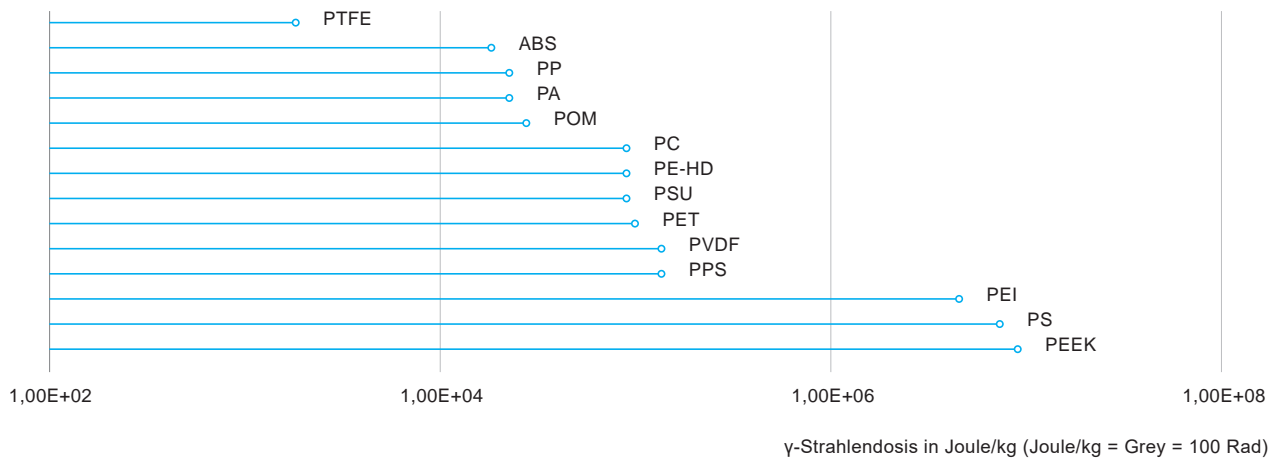 PTFE
ABS
PP
PA
POM
PC
PE-HD
PSU
PET
PVDF
PPS
PEI
PS
PEEK
1,00E+02 1,00E+04 1,00E+06 1,00E+08
γ-Strahlendosis in Joule/kg (Joule/kg = Grey = 100 Rad)